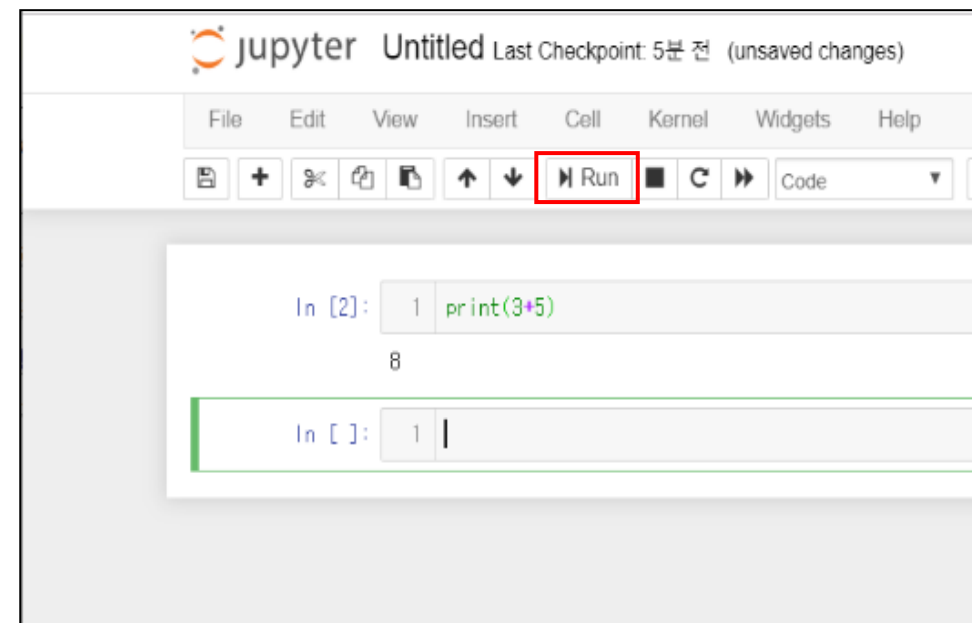 jupyter Untitled Last Checkpoint: 5분 전 (unsaved changes)
File Edit View Insert Cell Kernel Widgets Help
Run Code
In [2]: 1 print(3+5)
8
In [ ]: 1